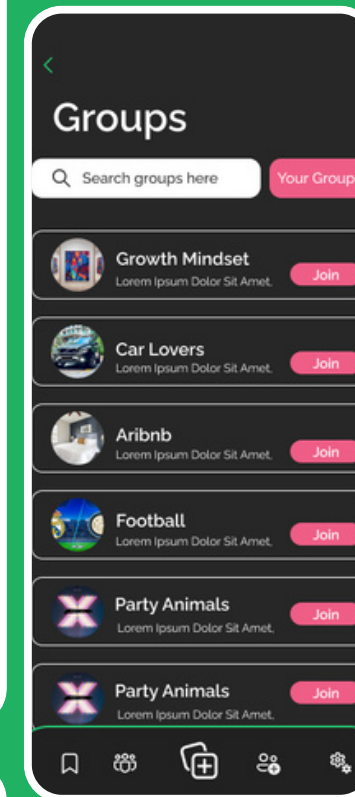 Groups
Search groups here
Your Group
Growth Mindset
Lorem Ipsum Dolor Sit Amet,
Join
Car Lovers
Lorem Ipsum Dolor Sit Amet,
Join
Aribnb
Lorem Ipsum Dolor Sit Amet,
Join
Football
Lorem Ipsum Dolor Sit Amet,
Join
Party Animals
Lorem Ipsum Dolor Sit Amet,
Join
Party Animals
Lorem Ipsum Dolor Sit Amet,
Join